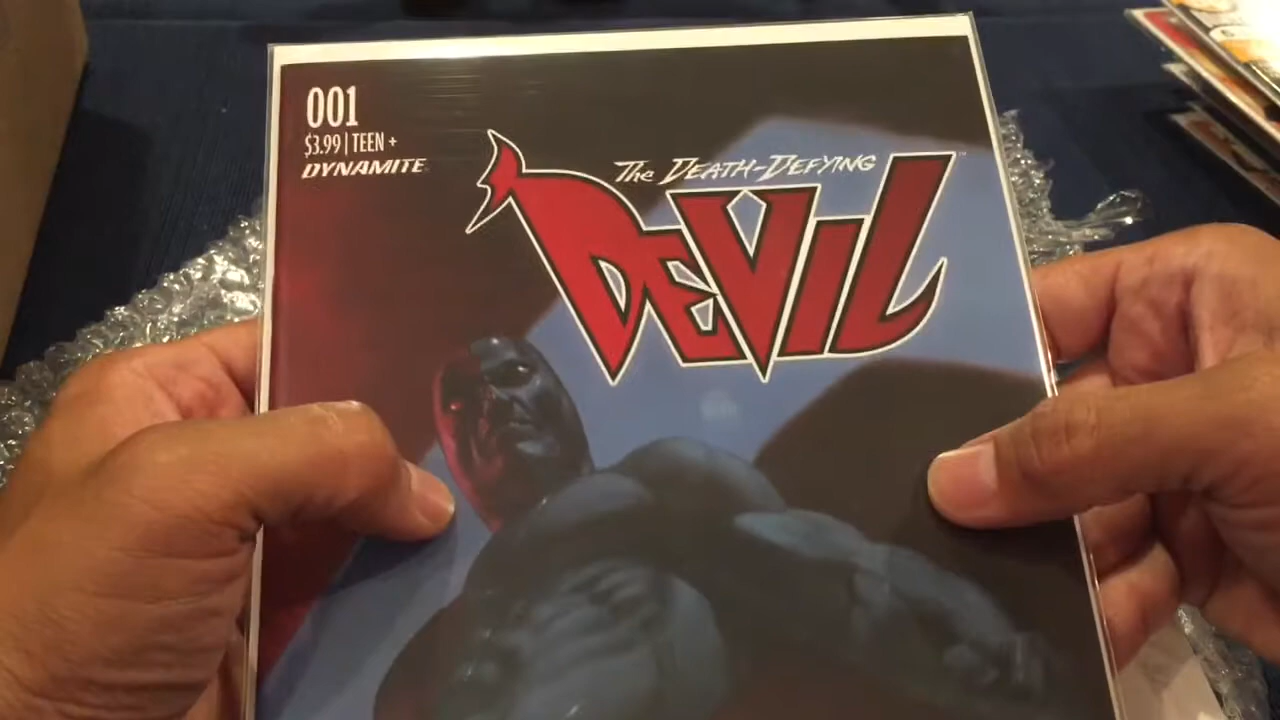 001
$3.99 | TEEN +
DYNAMITE
The DEATH-DEFYING
DEVIL